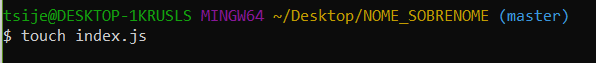 tsije@DESKTOP-1KRUSLS MINGW64 ~/Desktop/NOME_SOBRENOME (master)
$ touch index.js